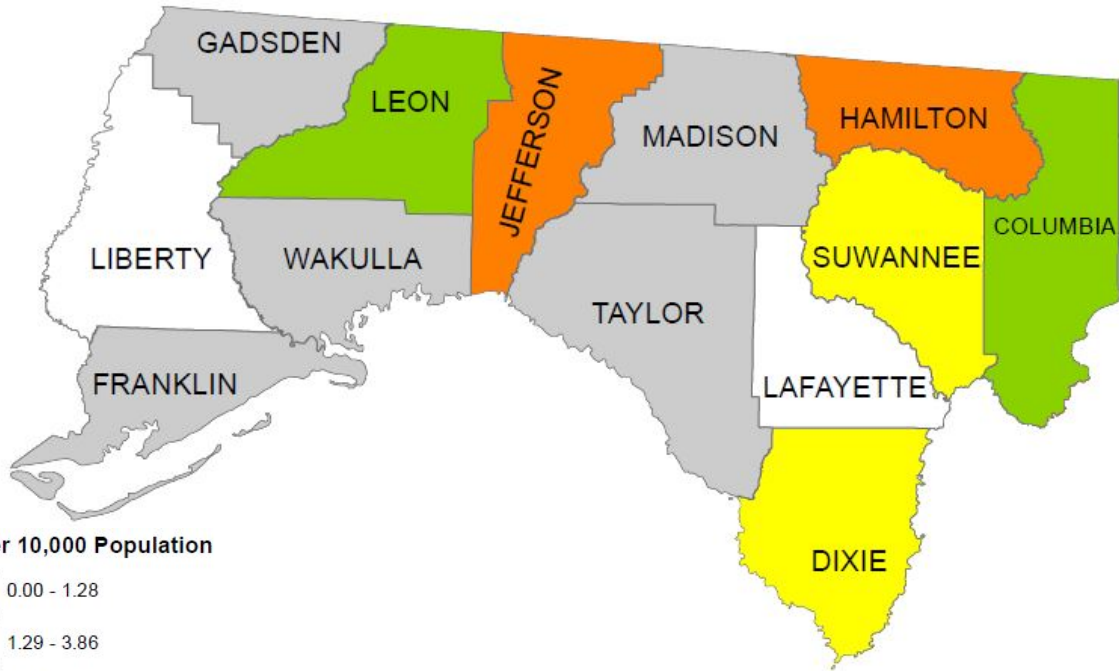 GADSDEN
LEON
JEFFERSON
MADISON
HAMILTON
COLUMBIA
LIBERTY
WAKULLA
SUWANNEE
TAYLOR
FRANKLIN
LAFAYETTE
DIXIE
10,000 Population
0.00 - 1.28
1.29 - 3.86